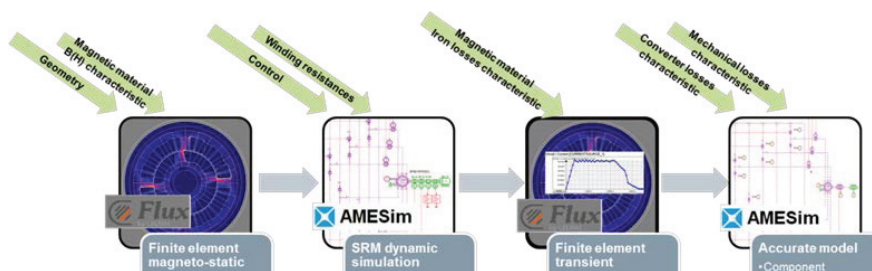 Geometry
Magnetic material
B(H) characteristic
Control
Winding resistances
Magnetic material
Iron losses characteristic
Converter losses
characteristic
Mechanical losses
characteristic
Flux
AMESim
Flux
AMESim
Finite element
magneto-static
SRM dynamic
simulation
Finite element
transient
Accurate model
•Component